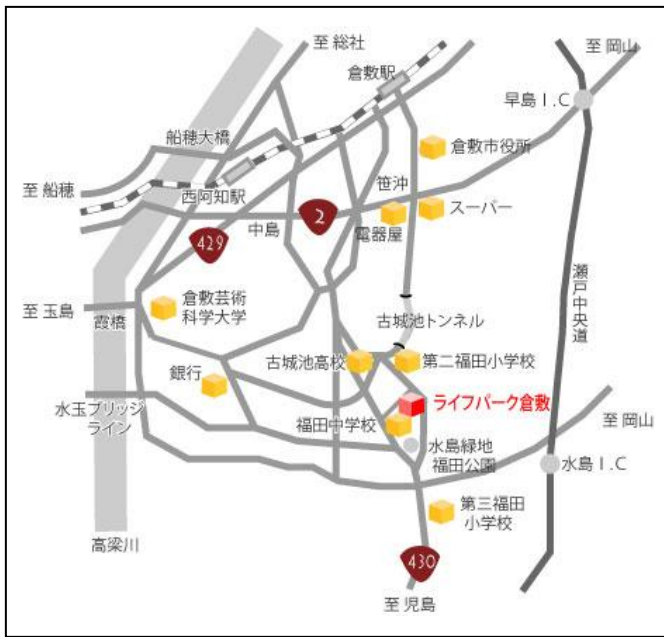 至 総社
倉敷駅
至 岡山
早島 I . C
船穂大橋
倉敷市役所
至 船穂
西阿知駅
笹沖
スーパー
2
中島
電器屋
429
瀬戸中央道
倉敷芸術
科学大学
至 玉島
霞橋
古城池トンネル
銀行
古城池高校
第二福田小学校
水玉ブリッジ
ライン
ライフパーク倉敷
福田中学校
至 岡山
水島緑地
福田公園
水島 I . C
第三福田
小学校
高梁川
430
至 児島